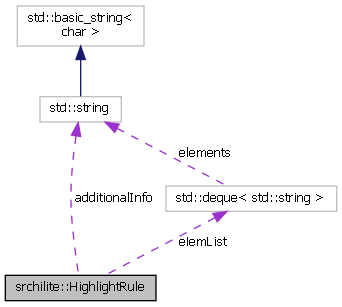 std::basic_string<
char >
std::string
elements
additionalInfo
std::deque< std::string >
elemList
srchilite::HighlightRule